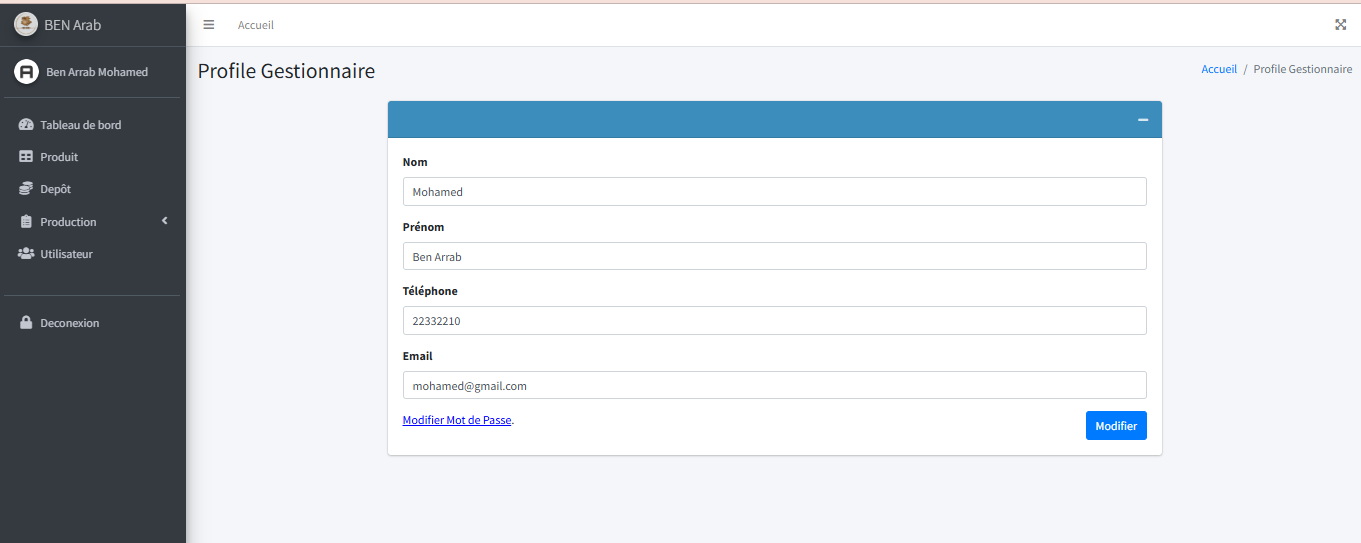 BEN Arab
Accueil
Ben Arrab Mohamed
Tableau de bord
Produit
Depôt
Production
Utilisateur
Deconexion
Profile Gestionnaire
Accueil / Profile Gestionnaire
Nom
Mohamed
Prénom
Ben Arrab
Téléphone
22332210
Email
mohamed@gmail.com
Modifier Mot de Passe.
Modifier